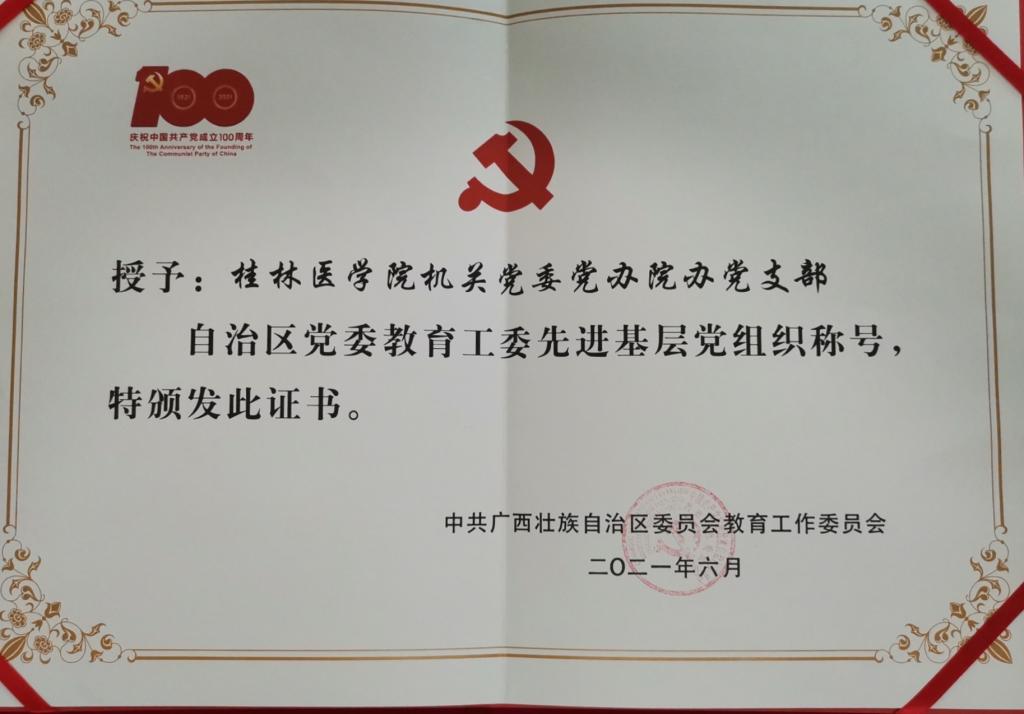 100
1921 2021
庆祝中国共产党成立100周年
The 100th Anniversary of the Founding of
The Communist Party of China
授予：桂林医学院机关党委党办院办党支部
自治区党委教育工委先进基层党组织称号，
特颁发此证书。
中共广西壮族自治区委员会教育工作委员会
二〇二一年六月